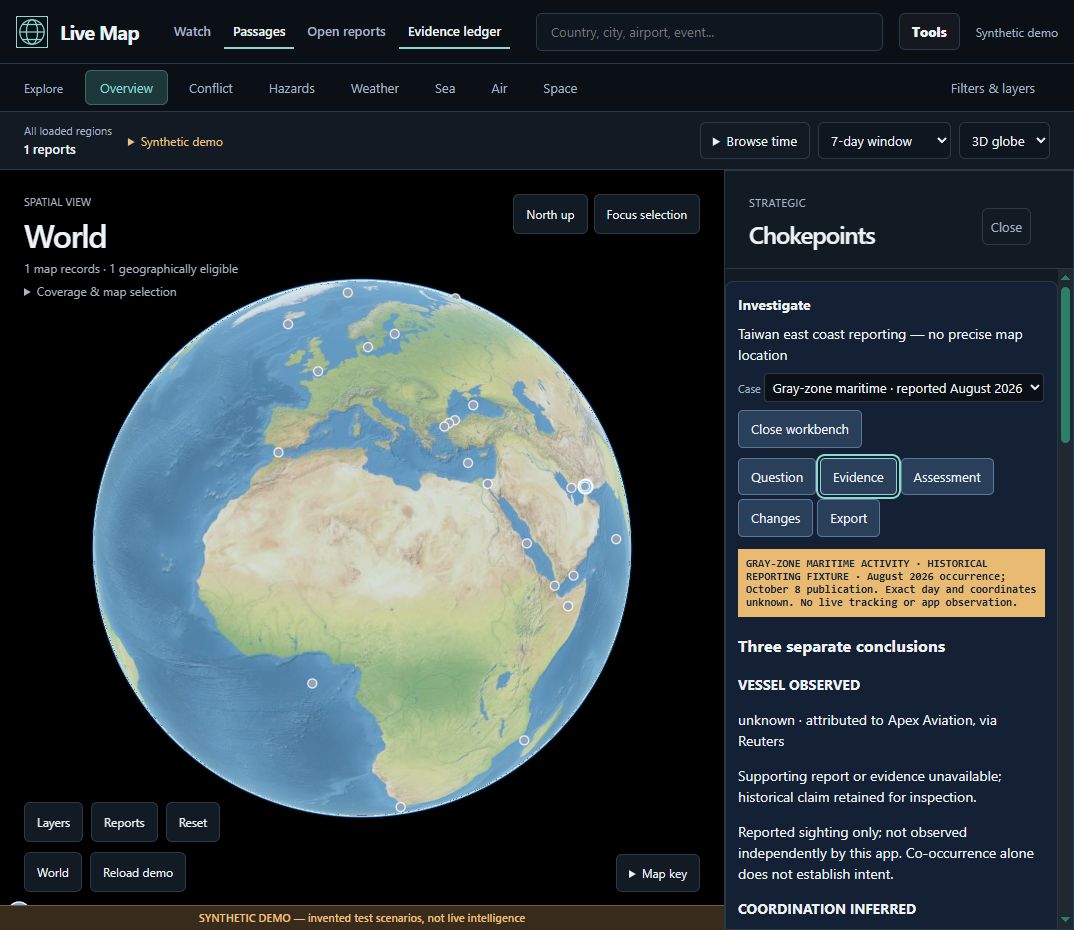 Live Map
Watch
Passages
Open reports
Evidence ledger
Country, city, airport, event...
Tools
Synthetic demo
Explore
Overview
Conflict
Hazards
Weather
Sea
Air
Space
Filters & layers
All loaded regions
1 reports
▶ Synthetic demo
▶ Browse time
7-day window
3D globe
SPATIAL VIEW
World
1 map records · 1 geographically eligible
▶ Coverage & map selection
North up
Focus selection
Layers
Reports
Reset
World
Reload demo
▶ Map key
SYNTHETIC DEMO — invented test scenarios, not live intelligence
STRATEGIC
Chokepoints
Close
Investigate
Taiwan east coast reporting — no precise map
location
Case
Gray-zone maritime · reported August 2026
Close workbench
Question
Evidence
Assessment
Changes
Export
GRAY-ZONE MARITIME ACTIVITY · HISTORICAL
REPORTING FIXTURE · August 2026 occurrence;
October 8 publication. Exact day and coordinates
unknown. No live tracking or app observation.
Three separate conclusions
VESSEL OBSERVED
unknown · attributed to Apex Aviation, via
Reuters
Supporting report or evidence unavailable;
historical claim retained for inspection.
Reported sighting only; not observed
independently by this app. Co-occurrence alone
does not establish intent.
COORDINATION INFERRED